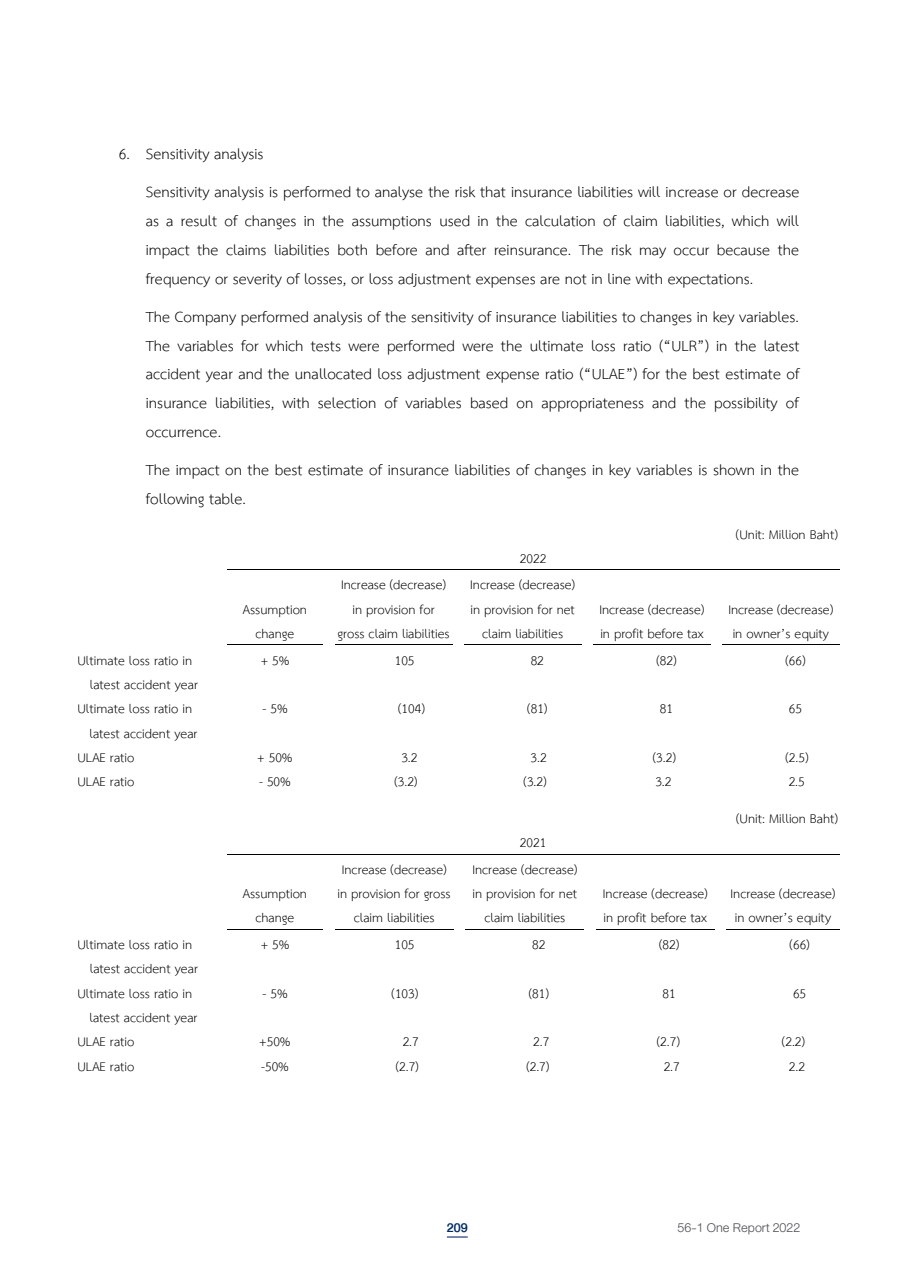 6. Sensitivity analysis
Sensitivity analysis is performed to analyse the risk that insurance liabilities will increase or decrease
as a result of changes in the assumptions used in the calculation of claim liabilities, which will
impact the claims liabilities both before and after reinsurance. The risk may occur because the
frequency or severity of losses, or loss adjustment expenses are not in line with expectations.
The Company performed analysis of the sensitivity of insurance liabilities to changes in key variables.
The variables for which tests were performed were the ultimate loss ratio (“ULR”) in the latest
accident year and the unallocated loss adjustment expense ratio (“ULAE”) for the best estimate of
insurance liabilities, with selection of variables based on appropriateness and the possibility of
occurrence.
The impact on the best estimate of insurance liabilities of changes in key variables is shown in the
following table.
(Unit: Million Baht)
2022
Increase (decrease) Increase (decrease)
Assumption in provision for in provision for net Increase (decrease) Increase (decrease)
change gross claim liabilities claim liabilities in profit before tax in owner’s equity
Ultimate loss ratio in + 5% 105 82 (82) (66)
latest accident year
Ultimate loss ratio in - 5% (104) (81) 81 65
latest accident year
ULAE ratio + 50% 3.2 3.2 (3.2) (2.5)
ULAE ratio - 50% (3.2) (3.2) 3.2 2.5
(Unit: Million Baht)
2021
Increase (decrease) Increase (decrease)
Assumption in provision for gross in provision for net Increase (decrease) Increase (decrease)
change claim liabilities claim liabilities in profit before tax in owner’s equity
Ultimate loss ratio in + 5% 105 82 (82) (66)
latest accident year
Ultimate loss ratio in - 5% (103) (81) 81 65
latest accident year
ULAE ratio +50% 2.7 2.7 (2.7) (2.2)
ULAE ratio -50% (2.7) (2.7) 2.7 2.2
209 56-1 One Report 2022